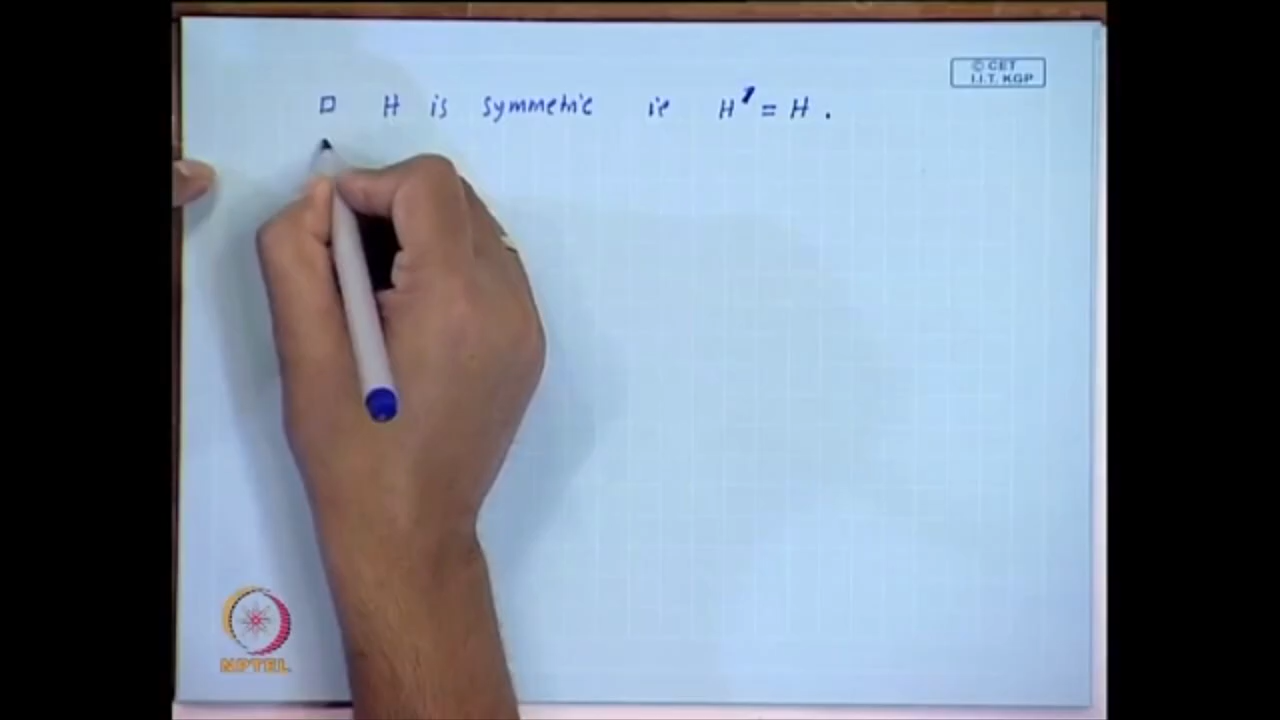 © CET
I.I.T. KGP
□ H is symmetric ie H' = H .
NPTEL